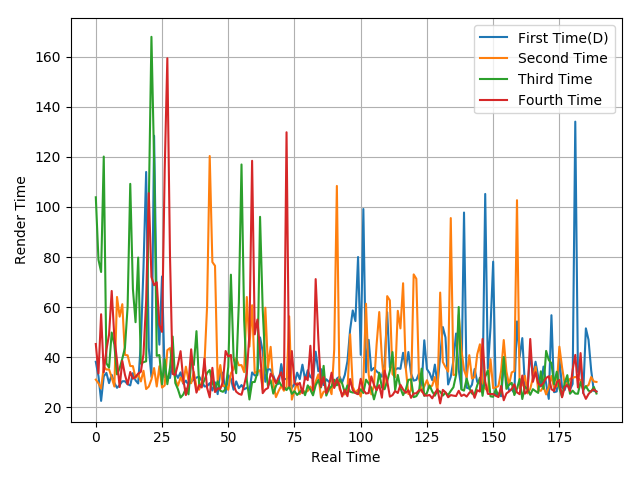 First Time(D)
Second Time
Third Time
Fourth Time
Render Time
160
140
120
100
80
60
40
20
0 25 50 75 100 125 150 175
Real Time